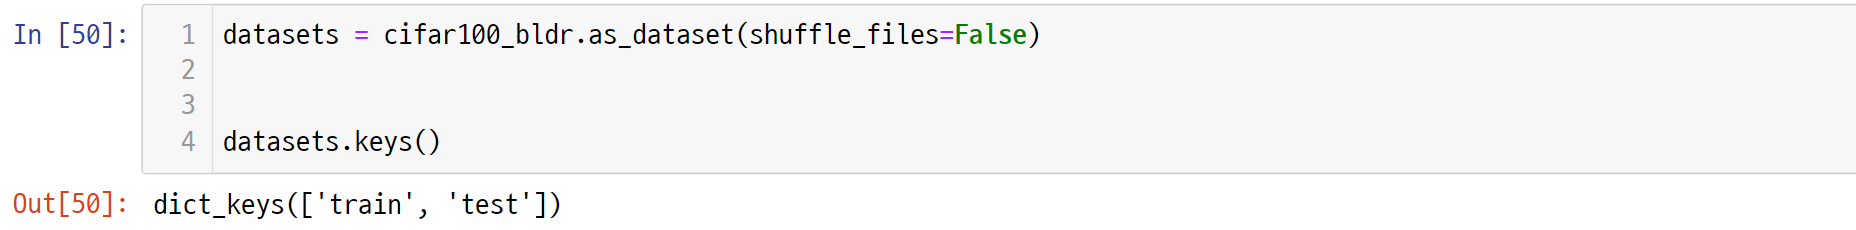 In [50]: 1 datasets = cifar100_bldr.as_dataset(shuffle_files=False)
2
3
4 datasets.keys()
Out[50]: dict_keys(['train', 'test'])